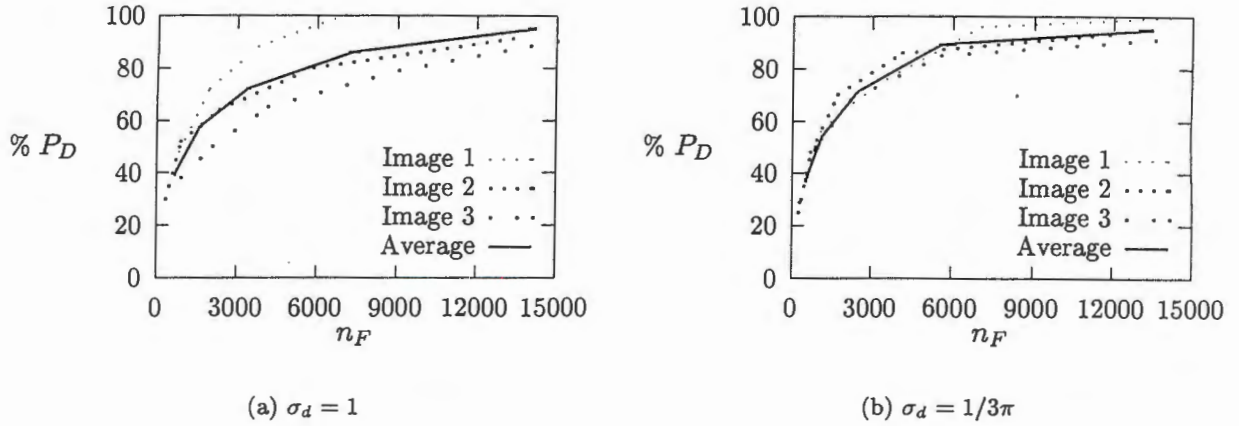 100
80
60
40
20
0
% P_D
Image 1
Image 2
Image 3
Average
0 3000 6000 9000 12000 15000
n_F
(a) σ_d = 1
100
80
60
40
20
0
% P_D
Image 1
Image 2
Image 3
Average
0 3000 6000 9000 12000 15000
n_F
(b) σ_d = 1/3π